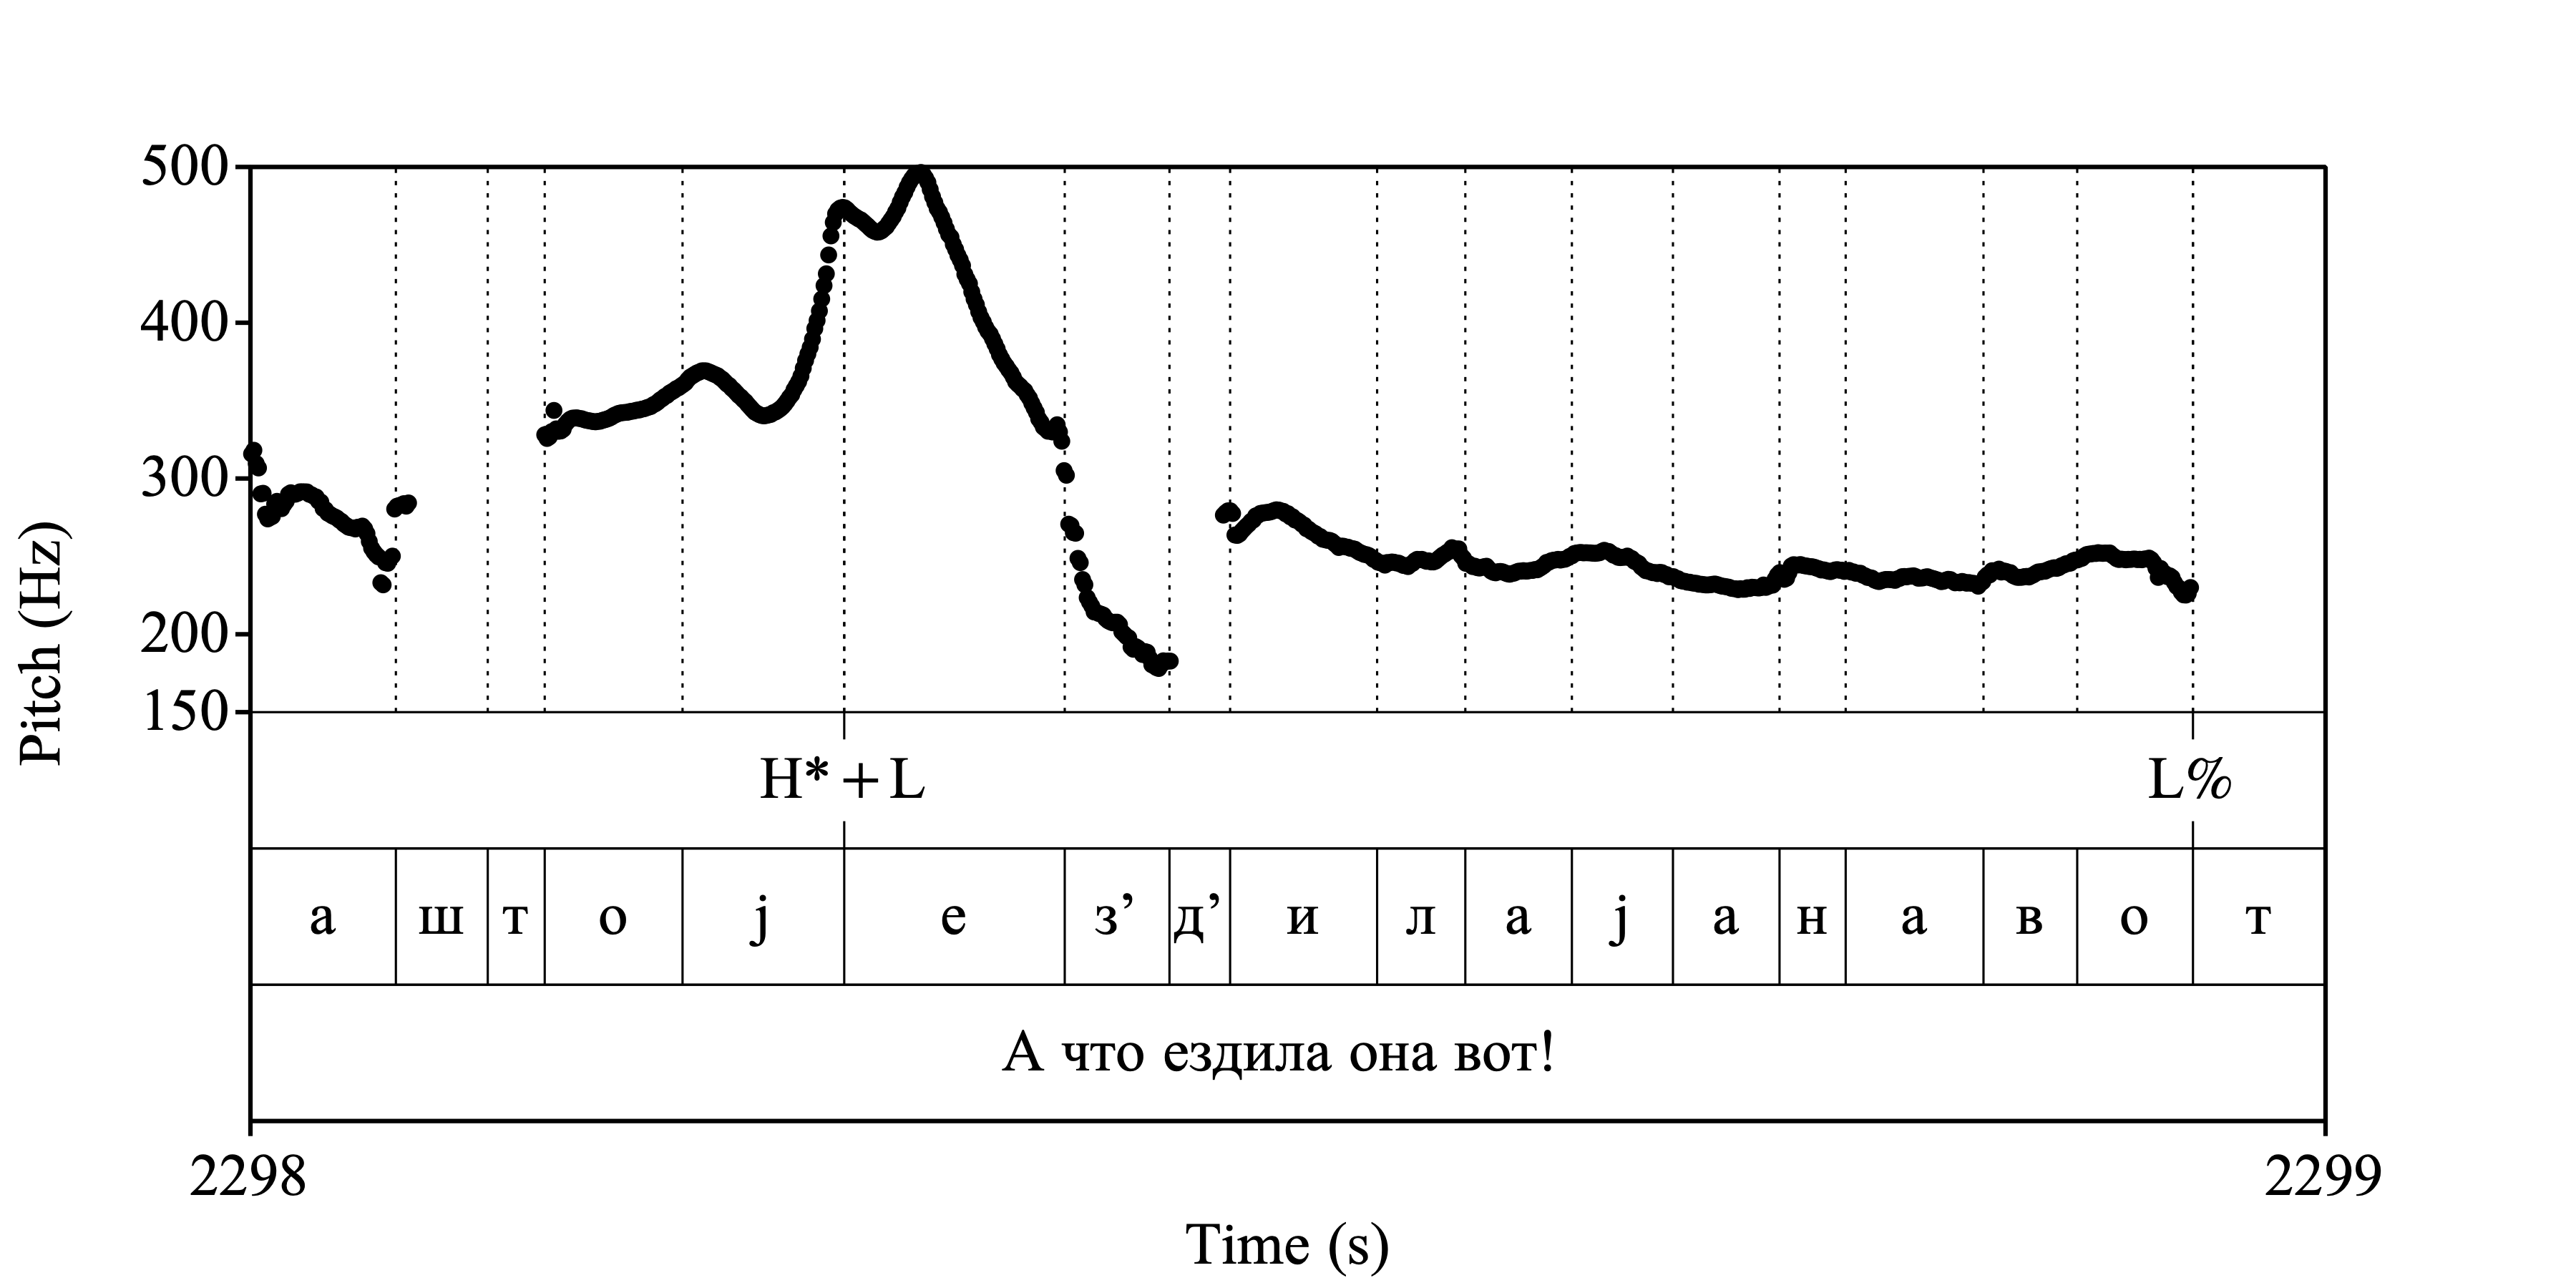 500
400
300
200
150
Pitch (Hz)
H* + L L%
а ш т о j е з’ д’ и л а j а н а в о т
А что ездила она вот!
2298 2299
Time (s)